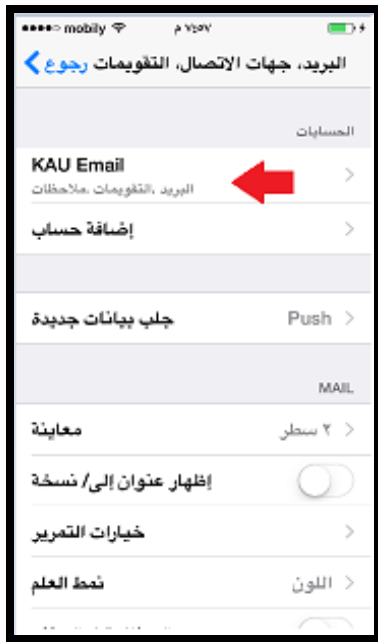 mobily ٧:٥٧ م
البريد، جهات الاتصال، التقويمات رجوع
الحسابات
KAU Email
البريد ،التقويمات ،ملاحظات
إضافة حساب
جلب بيانات جديدة Push
MAIL
معاينة ٢ سطر
إظهار عنوان إلى/ نسخة
خيارات التمرير
نمط العلم اللون